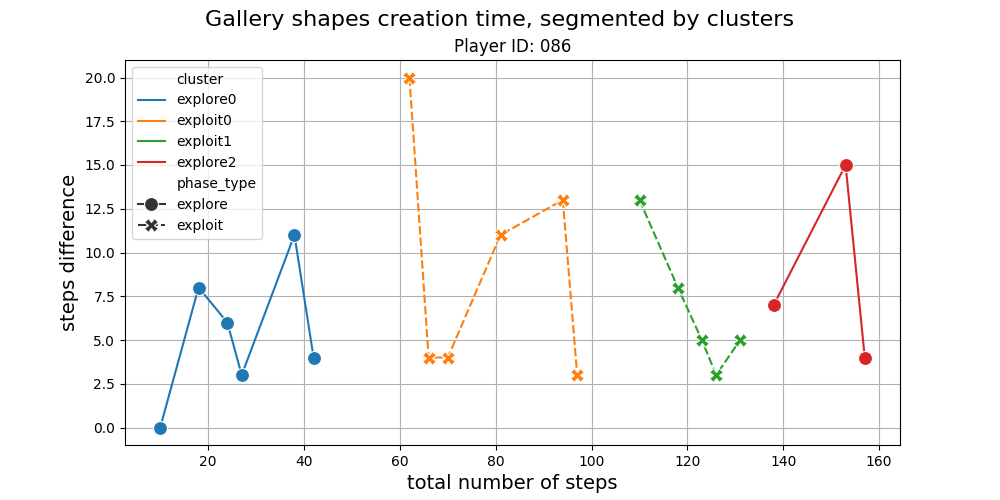 Gallery shapes creation time, segmented by clusters
Player ID: 086
cluster
explore0
exploit0
exploit1
explore2
phase_type
explore
exploit
20.0
17.5
15.0
12.5
10.0
7.5
5.0
2.5
0.0
steps difference
20 40 60 80 100 120 140 160
total number of steps